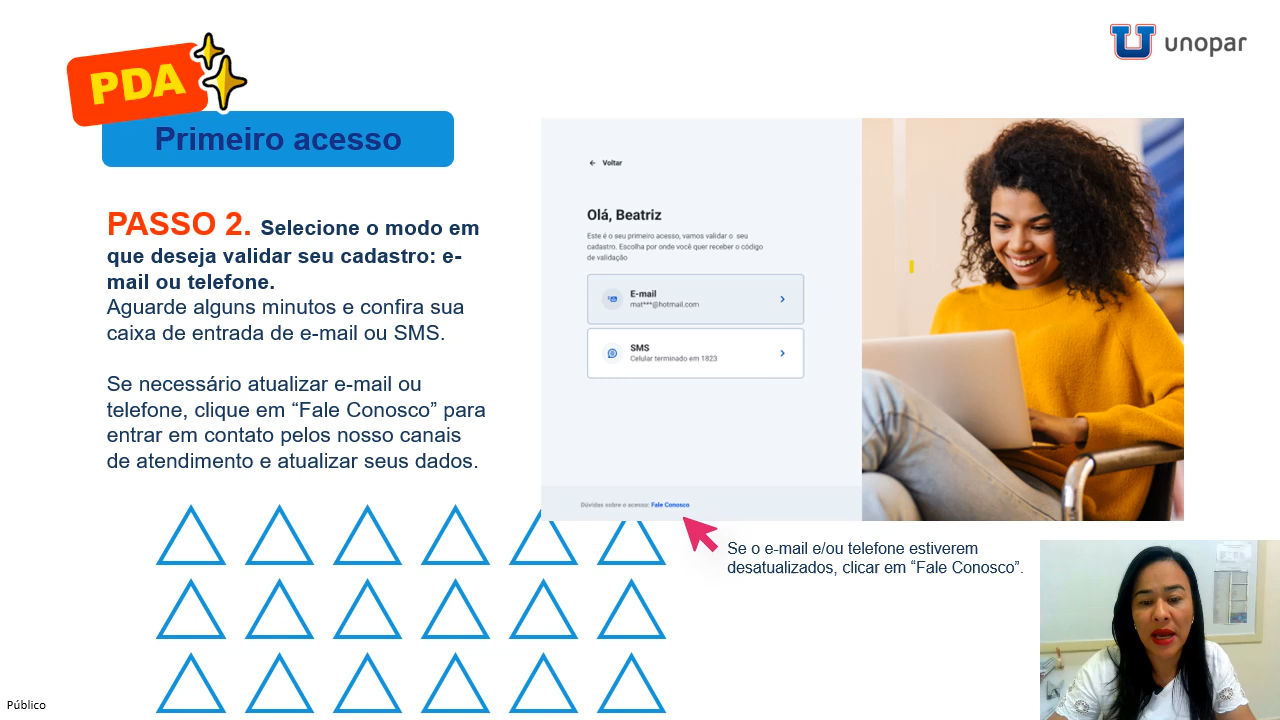 PDA
unopar
Primeiro acesso
PASSO 2. Selecione o modo em
que deseja validar seu cadastro: e-
mail ou telefone.
Aguarde alguns minutos e confira sua
caixa de entrada de e-mail ou SMS.
Se necessário atualizar e-mail ou
telefone, clique em “Fale Conosco” para
entrar em contato pelos nosso canais
de atendimento e atualizar seus dados.
← Voltar
Olá, Beatriz
Este é o seu primeiro acesso, vamos validar o seu
cadastro. Escolha por onde você quer receber o código
de validação
E-mail
mat***@hotmail.com
SMS
Celular terminado em 1823
Dúvidas sobre o acesso: Fale Conosco
Se o e-mail e/ou telefone estiverem
desatualizados, clicar em “Fale Conosco”.
Público